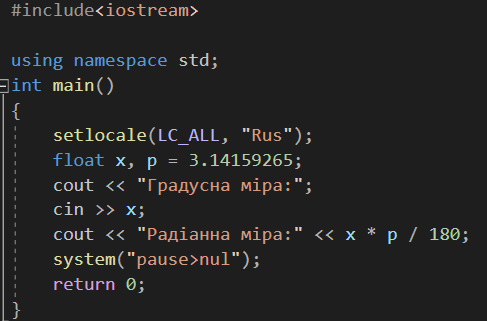 #include<iostream>
using namespace std;
int main()
{
setlocale(LC_ALL, "Rus");
float x, p = 3.14159265;
cout << "Градусна міра:";
cin >> x;
cout << "Радіанна міра:" << x * p / 180;
system("pause>nul");
return 0;
}